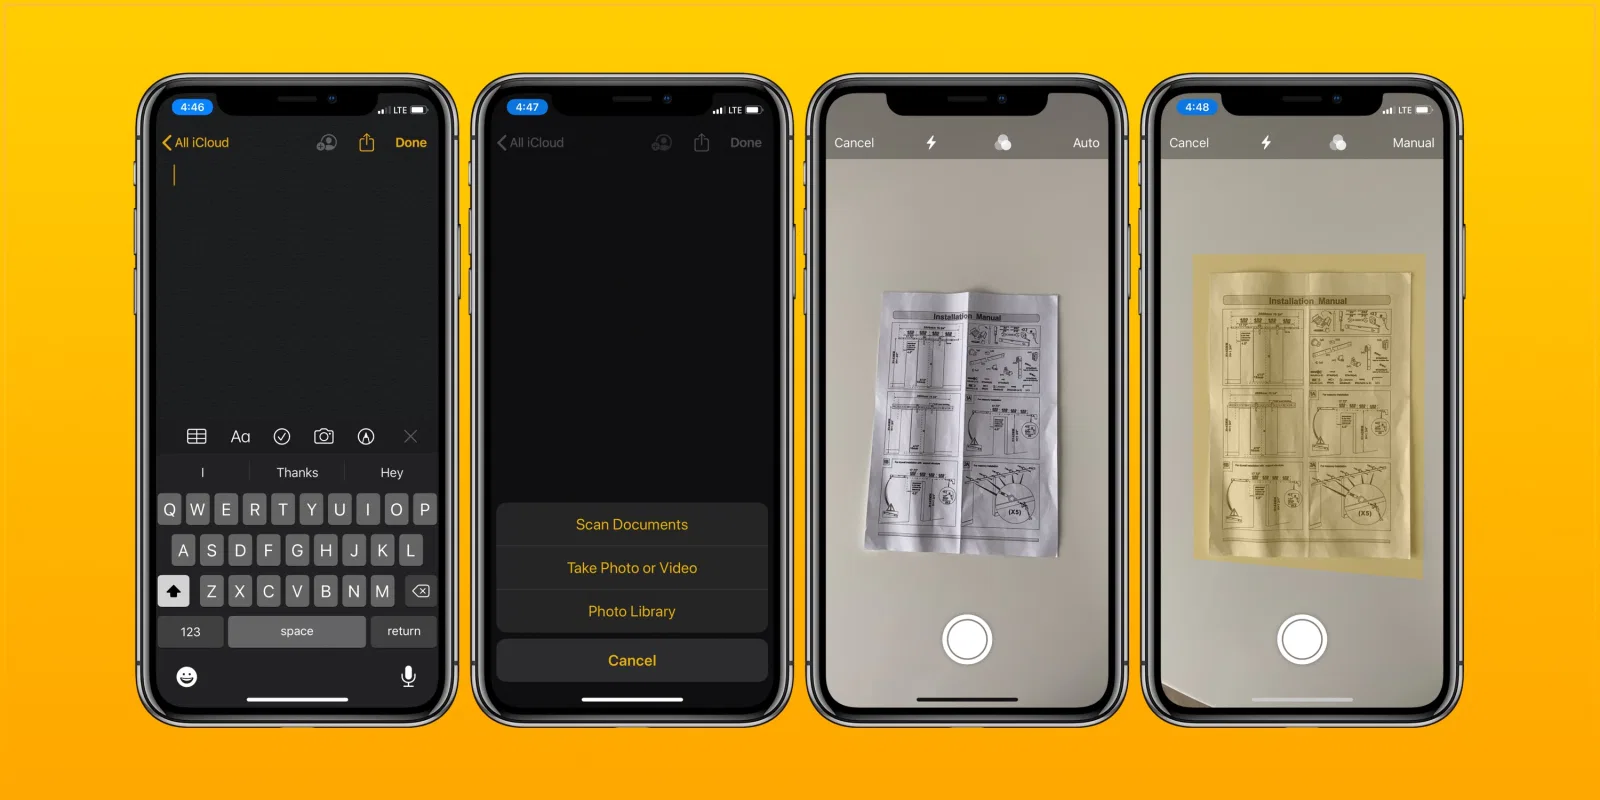 4:46
LTE
All iCloud
Done
Aa
I Thanks Hey
Q W E R T Y U I O P
A S D F G H J K L
Z X C V B N M
123 space return
4:47
LTE
All iCloud
Done
Scan Documents
Take Photo or Video
Photo Library
Cancel
Cancel
Auto
Installation Manual
(X5)
4:48
LTE
Cancel
Manual
Installation Manual
(X5)